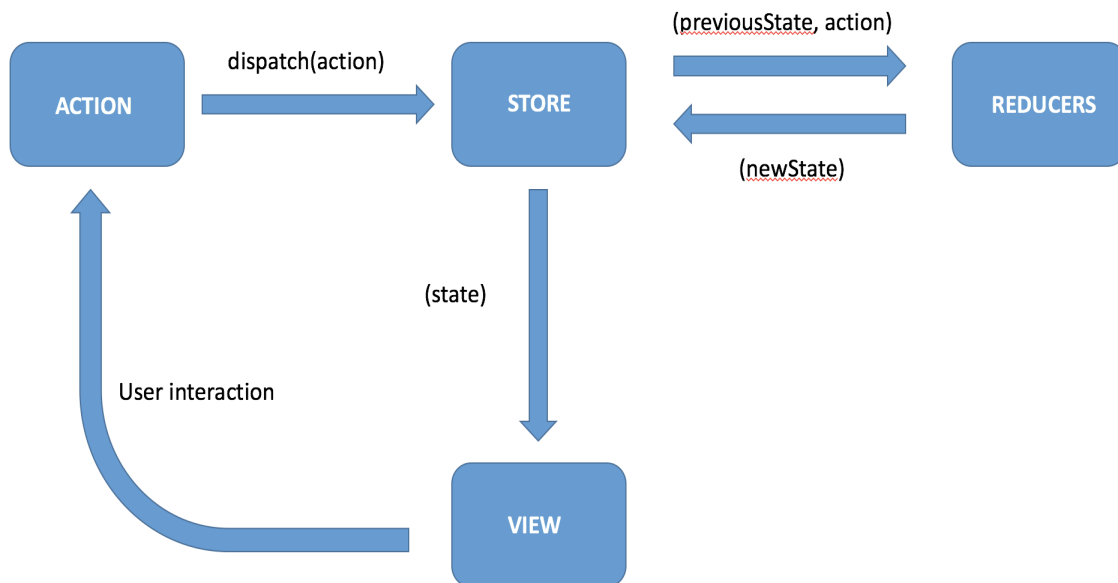 (previousState, action)
dispatch(action)
ACTION
STORE
REDUCERS
(newState)
(state)
User interaction
VIEW